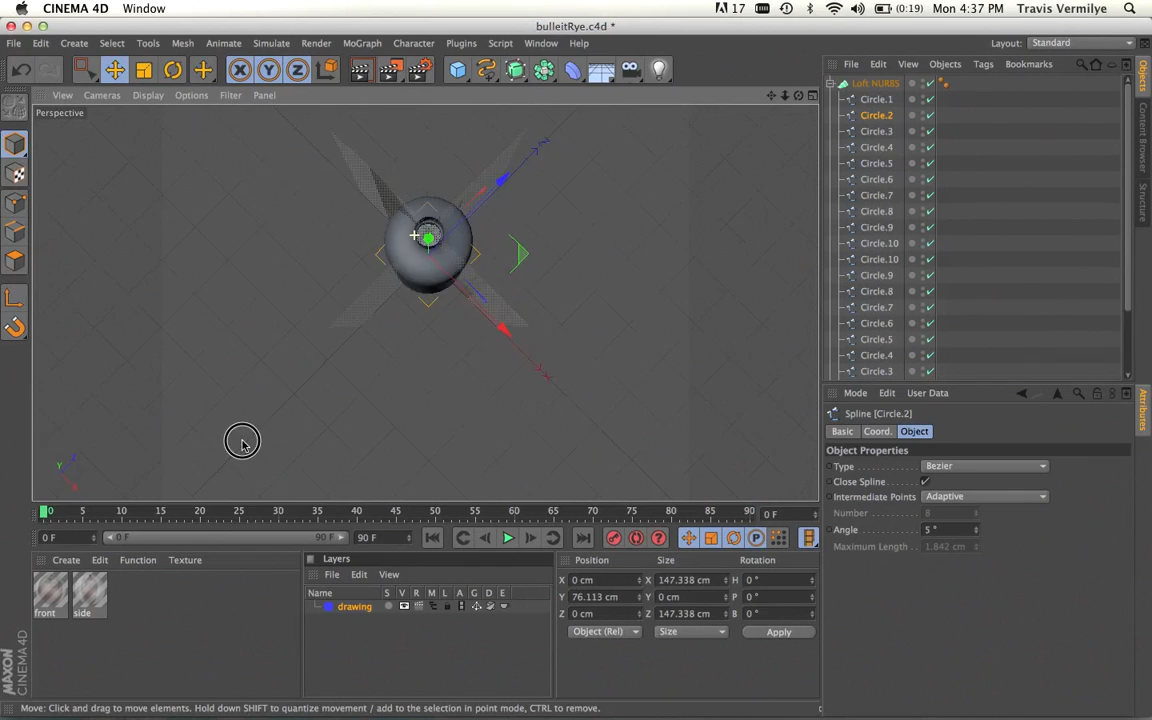 CINEMA 4D Window 17 (0:19) Mon 4:37 PM Travis Vermilye
bulleitRye.c4d *
File Edit Create Select Tools Mesh Animate Simulate Render MoGraph Character Plugins Script Window Help Layout: Standard
X Y Z
File Edit View Objects Tags Bookmarks
View Cameras Display Options Filter Panel
Perspective
Loft NURBS
Circle.1
Circle.2
Circle.3
Circle.4
Circle.5
Circle.6
Circle.7
Circle.8
Circle.9
Circle.10
Circle.10
Circle.9
Circle.8
Circle.7
Circle.6
Circle.5
Circle.4
Circle.3
Objects
Content Browser
Structure
Z
X
Y Z
X
Mode Edit User Data
Attributes
Spline [Circle.2]
Basic Coord. Object
Object Properties
Type Bezier
Close Spline
Intermediate Points Adaptive
Number 8
Angle 5 °
Maximum Length 1.842 cm
0 5 10 15 20 25 30 35 40 45 50 55 60 65 70 75 80 85 90 0 F
0 F 0 F 90 F 90 F
Create Edit Function Texture
front side
Layers
File Edit View
Name S V R M L A G D E
drawing
Position Size Rotation
X 0 cm X 147.338 cm H 0 °
Y 76.113 cm Y 0 cm P 0 °
Z 0 cm Z 147.338 cm B 0 °
Object (Rel) Size Apply
MAXON
CINEMA 4D
Move: Click and drag to move elements. Hold down SHIFT to quantize movement / add to the selection in point mode, CTRL to remove.